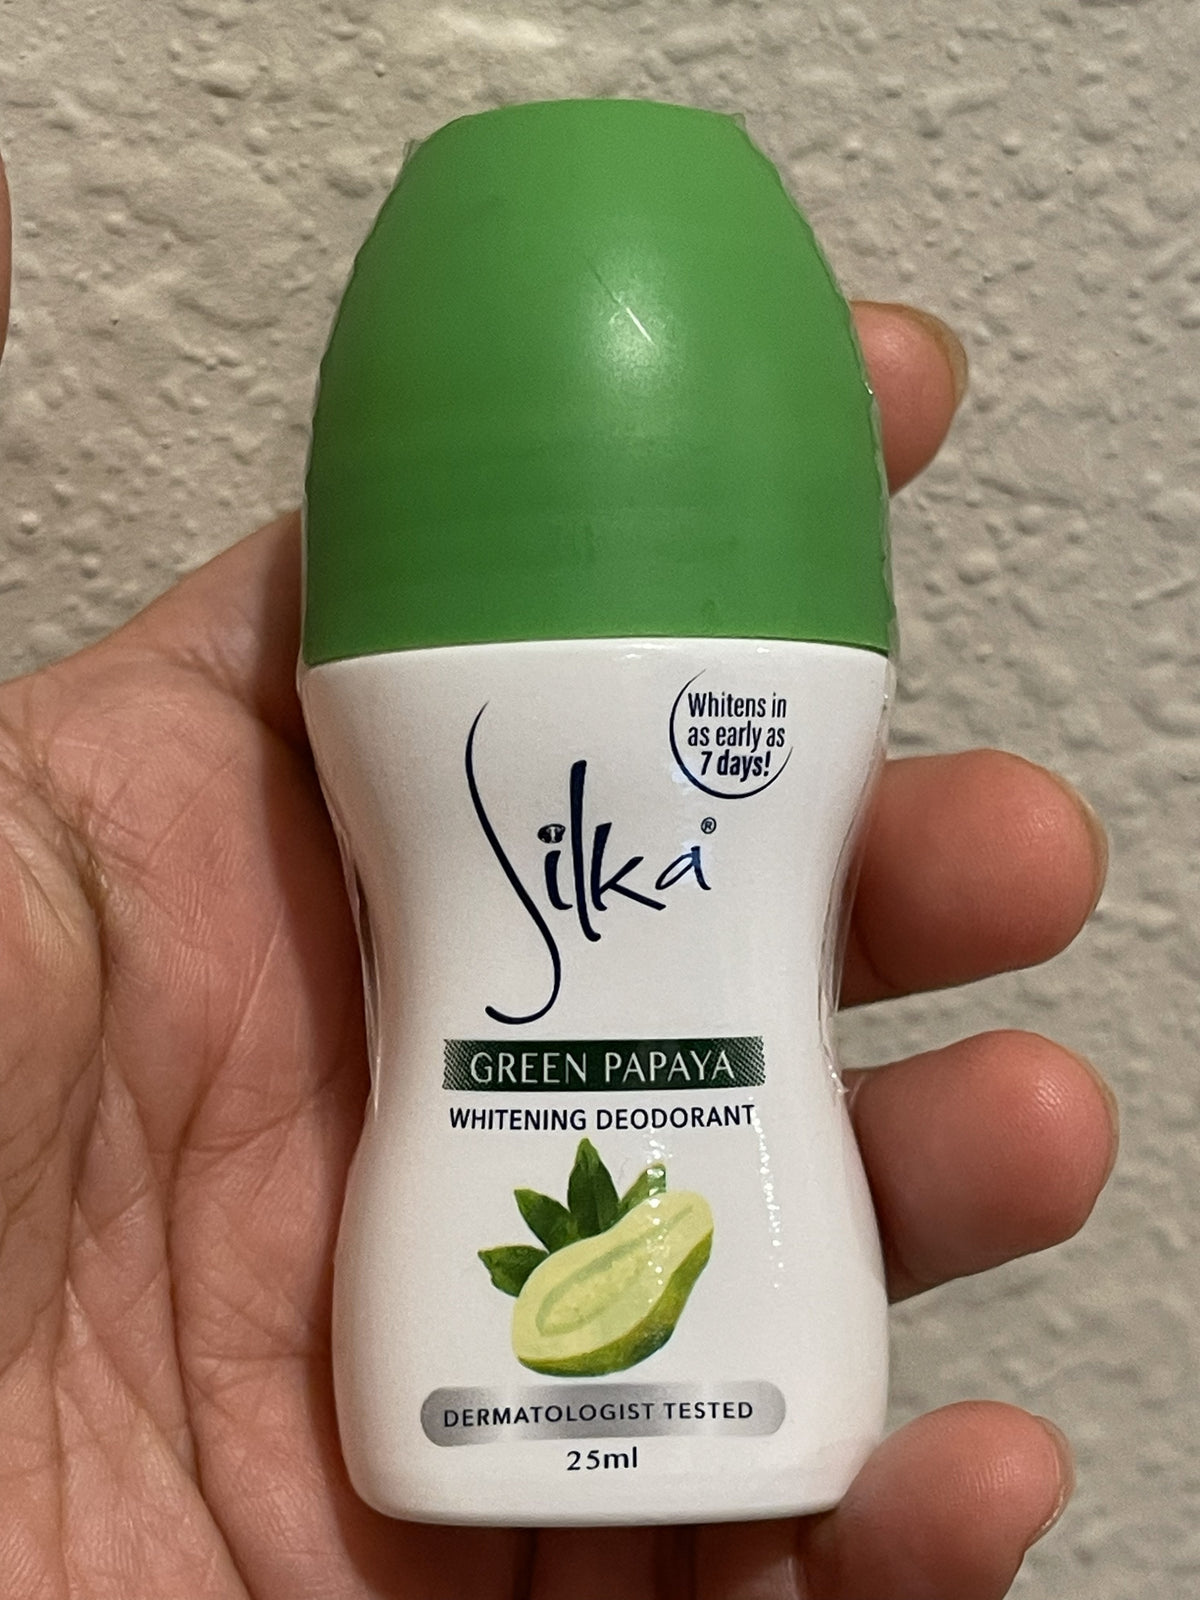 Whitens in
as early as
7 days!
Silka®
GREEN PAPAYA
WHITENING DEODORANT
DERMATOLOGIST TESTED
25ml